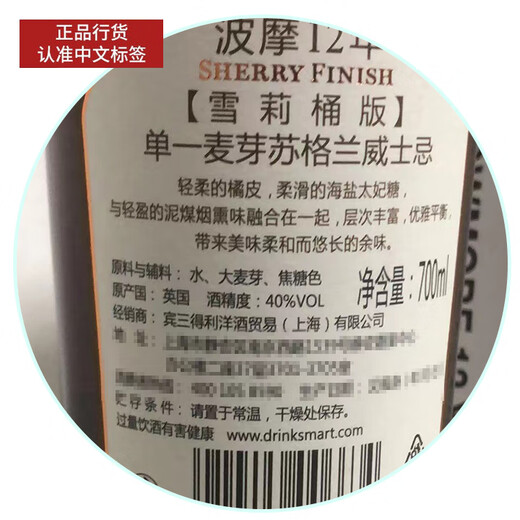 正品行货
认准中文标签
波摩12年
SHERRY FINISH
【雪莉桶版】
单一麦芽苏格兰威士忌
轻柔的橘皮，柔滑的海盐太妃糖，
与轻盈的泥煤烟熏味融合在一起，层次丰富，优雅平衡，
带来美味柔和而悠长的余味。
原料与辅料：水、大麦芽、焦糖色
净含量：700ml
原产国：英国 酒精度：40%VOL
经销商：宾三得利洋酒贸易（上海）有限公司
贮存条件：请置于常温，干燥处保存。
过量饮酒有害健康 www.drinksmart.com